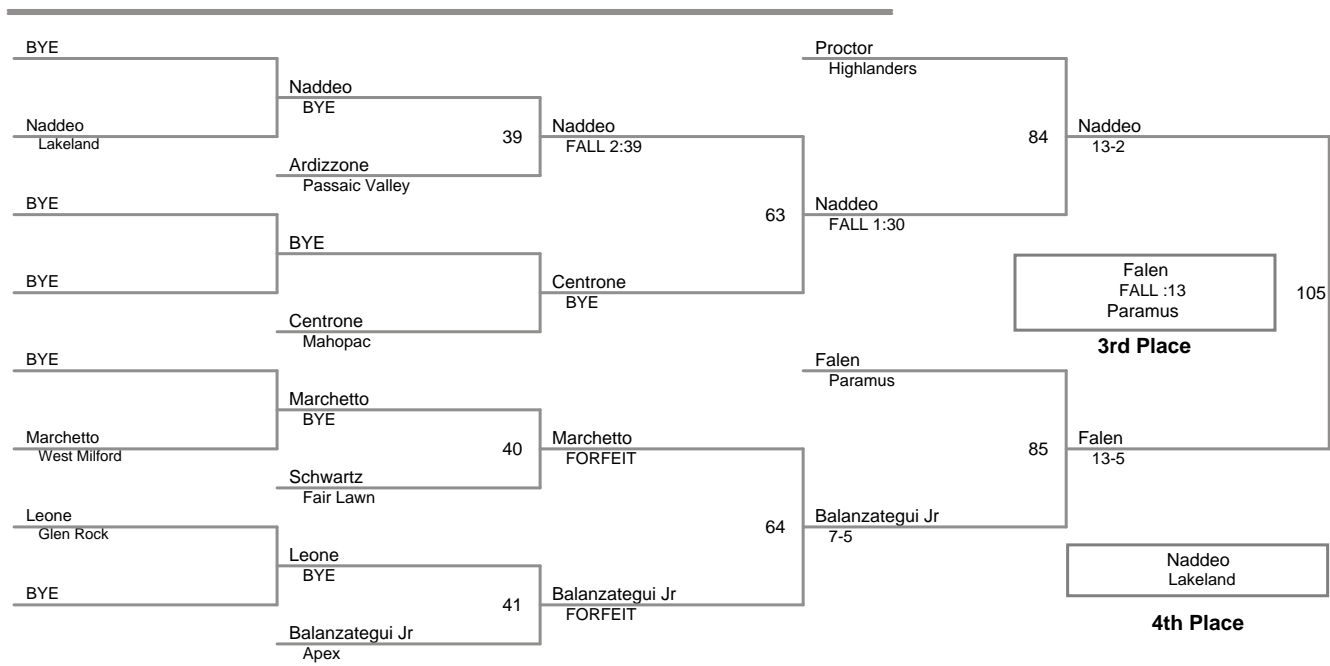 BYE
Naddeo
Lakeland
BYE
BYE
BYE
Marchetto
West Milford
Leone
Glen Rock
BYE
Naddeo
BYE
39
Ardizzone
Passaic Valley
BYE
Centrone
Mahopac
Marchetto
BYE
40
Schwartz
Fair Lawn
Leone
BYE
41
Balanzategui Jr
Apex
Naddeo
FALL 2:39
63
Centrone
BYE
Marchetto
FORFEIT
64
Balanzategui Jr
FORFEIT
Proctor
Highlanders
84
Naddeo
FALL 1:30
Falen
Paramus
85
Balanzategui Jr
7-5
Naddeo
13-2
Falen
FALL :13
Paramus
105
3rd Place
Falen
13-5
Naddeo
Lakeland
4th Place